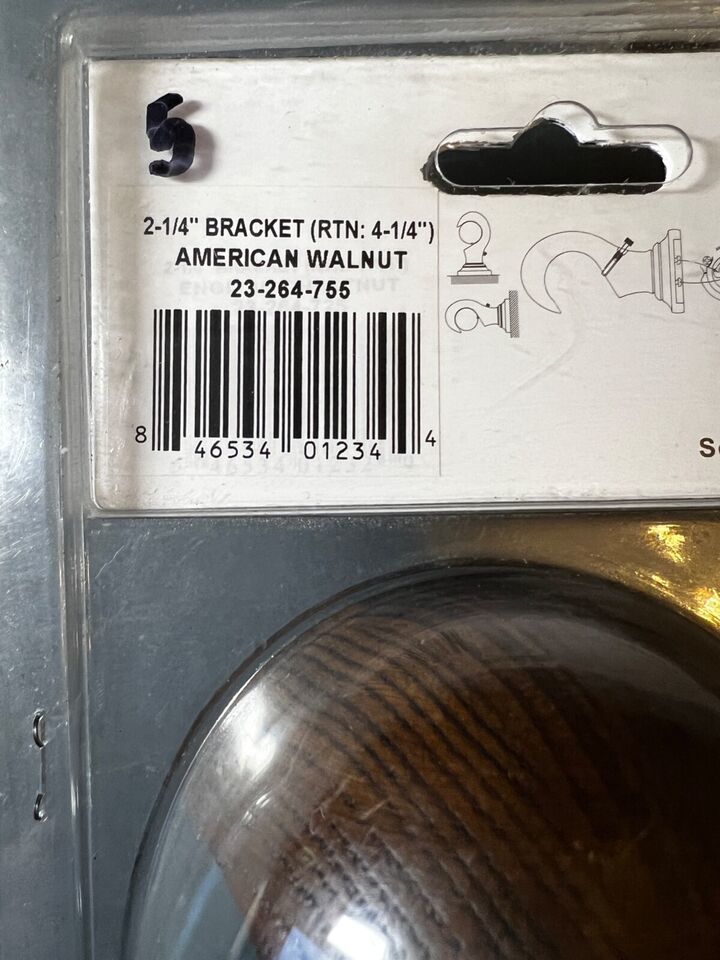 5
2-1/4" BRACKET (RTN: 4-1/4")
AMERICAN WALNUT
23-264-755
8 46534 01234 4